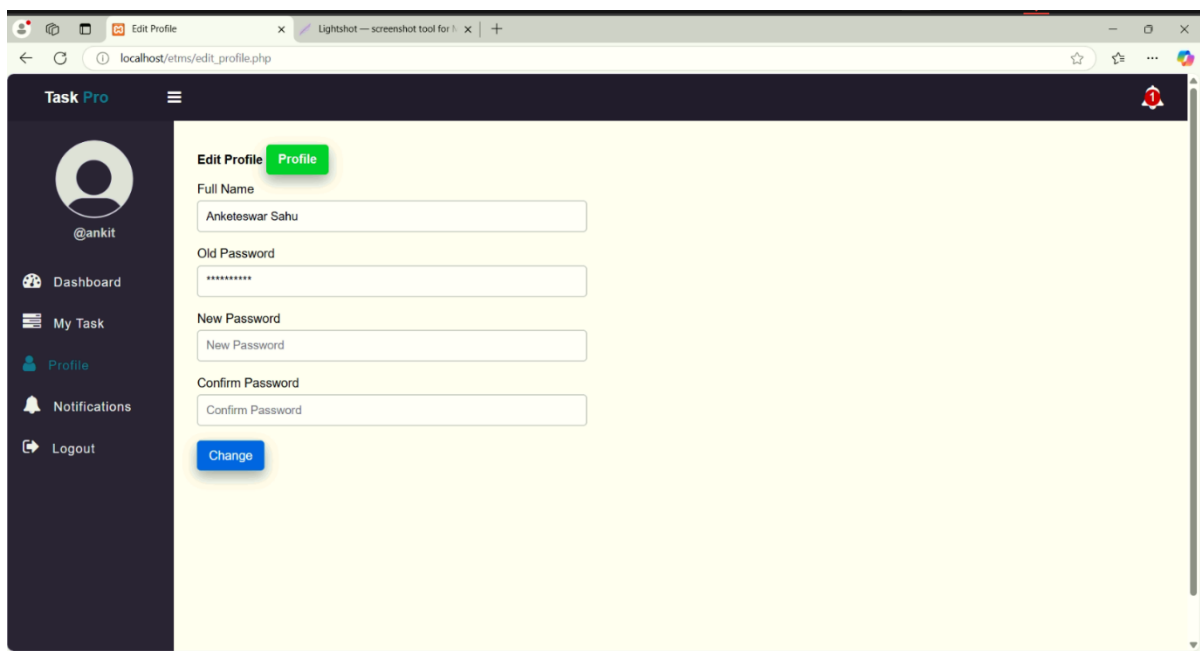 Edit Profile
Lightshot — screenshot tool for
localhost/etms/edit_profile.php
Task Pro
1
@ankit
Dashboard
My Task
Profile
Notifications
Logout
Edit Profile Profile
Full Name
Anketeswar Sahu
Old Password
**********
New Password
New Password
Confirm Password
Confirm Password
Change